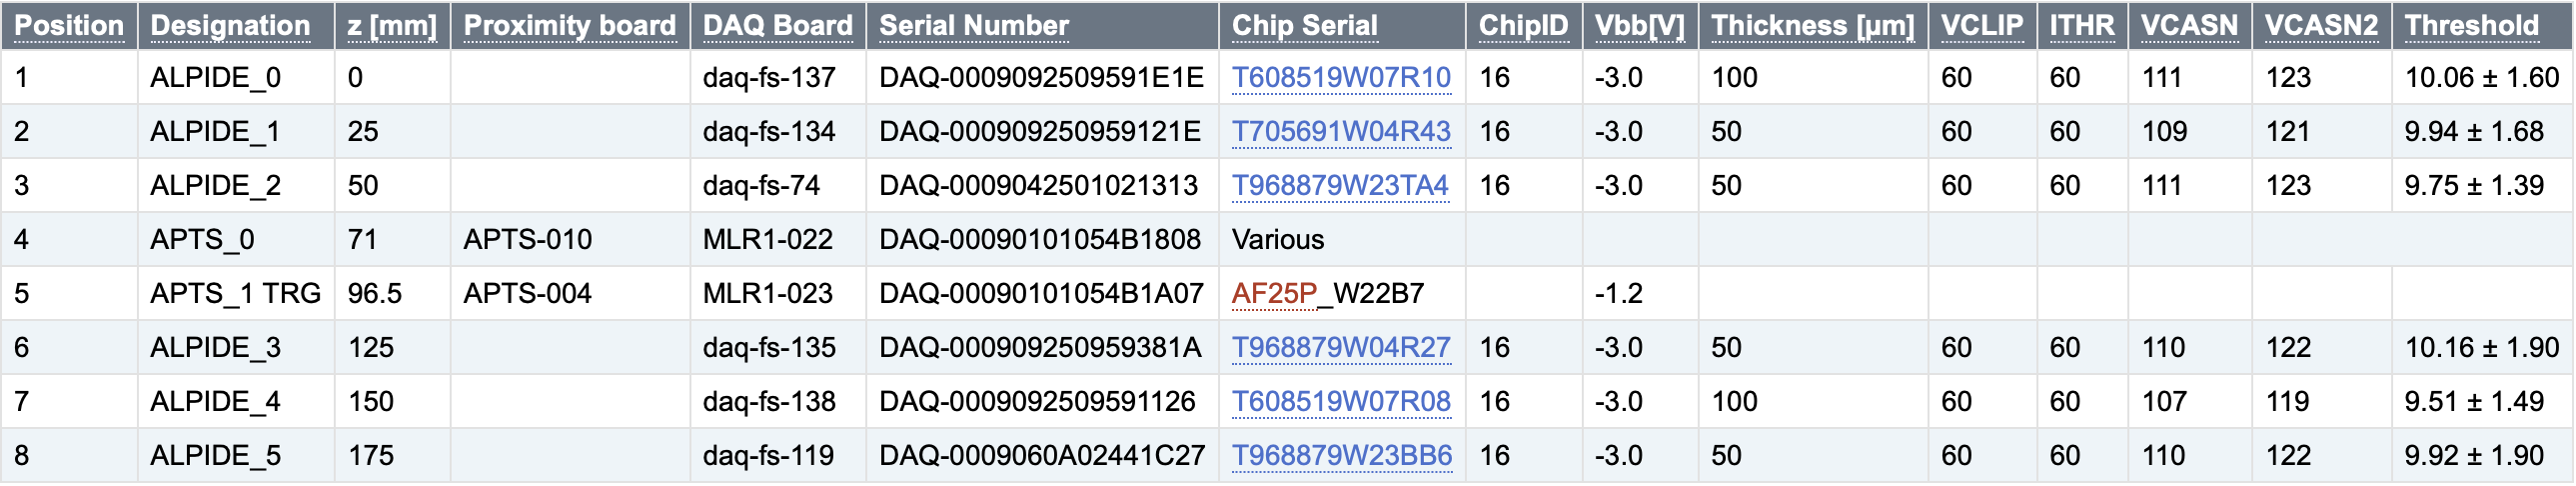 Position Designation z [mm] Proximity board DAQ Board Serial Number Chip Serial ChipID Vbb[V] Thickness [µm] VCLIP ITHR VCASN VCASN2 Threshold
1 ALPIDE_0 0 daq-fs-137 DAQ-0009092509591E1E T608519W07R10 16 -3.0 100 60 60 111 123 10.06 ± 1.60
2 ALPIDE_1 25 daq-fs-134 DAQ-000909250959121E T705691W04R43 16 -3.0 50 60 60 109 121 9.94 ± 1.68
3 ALPIDE_2 50 daq-fs-74 DAQ-0009042501021313 T968879W23TA4 16 -3.0 50 60 60 111 123 9.75 ± 1.39
4 APTS_0 71 APTS-010 MLR1-022 DAQ-00090101054B1808 Various
5 APTS_1 TRG 96.5 APTS-004 MLR1-023 DAQ-00090101054B1A07 AF25P_W22B7 -1.2
6 ALPIDE_3 125 daq-fs-135 DAQ-000909250959381A T968879W04R27 16 -3.0 50 60 60 110 122 10.16 ± 1.90
7 ALPIDE_4 150 daq-fs-138 DAQ-0009092509591126 T608519W07R08 16 -3.0 100 60 60 107 119 9.51 ± 1.49
8 ALPIDE_5 175 daq-fs-119 DAQ-0009060A02441C27 T968879W23BB6 16 -3.0 50 60 60 110 122 9.92 ± 1.90